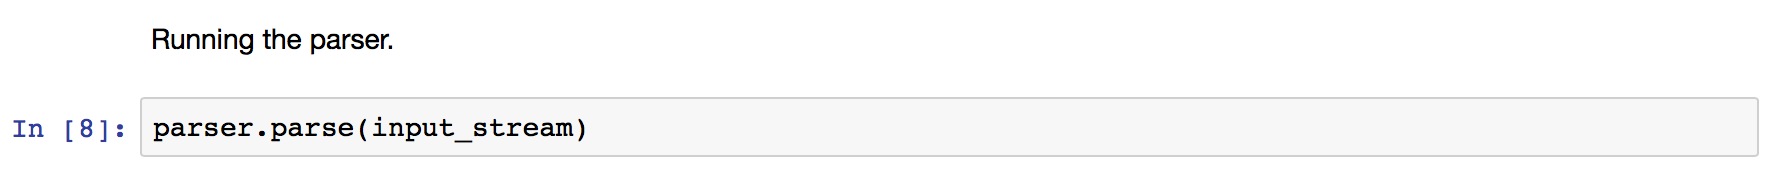 Running the parser.
In [8]: parser.parse(input_stream)